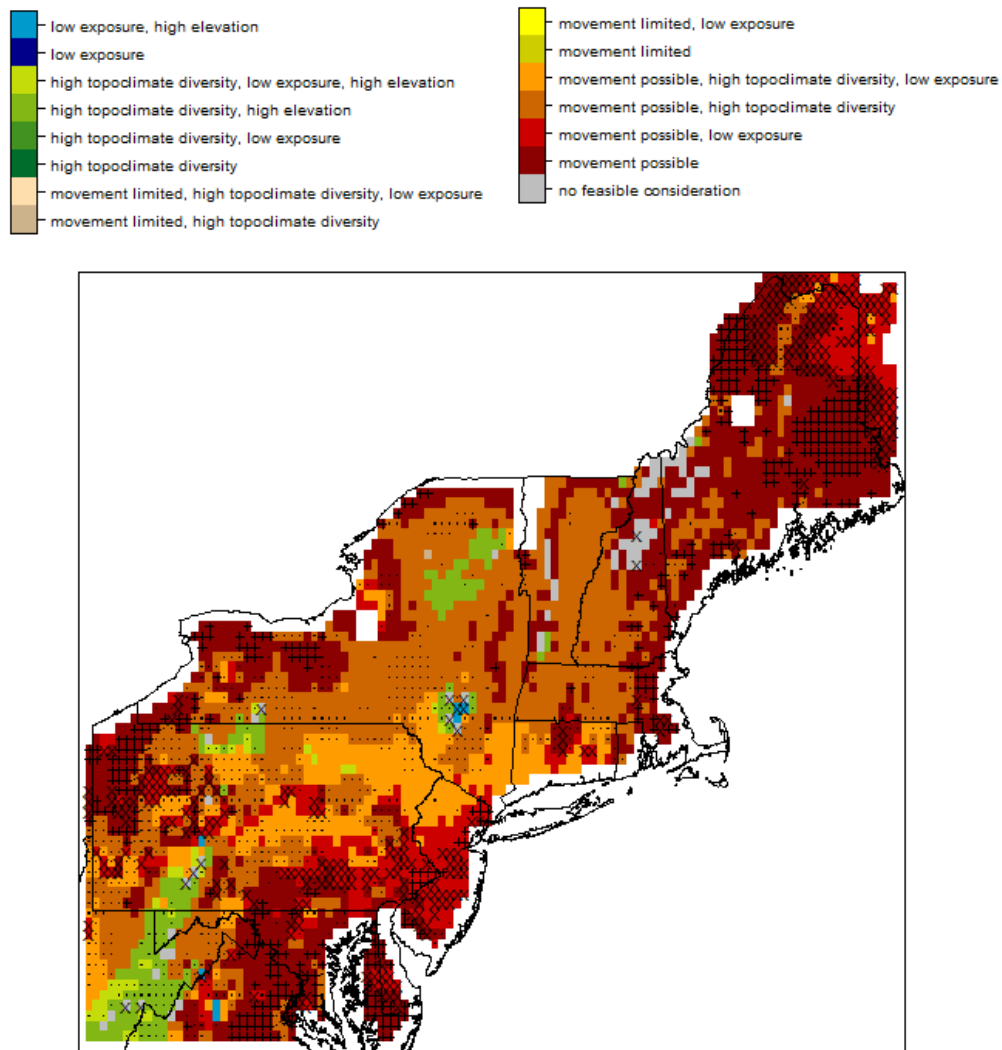 low exposure, high elevation
low exposure
high topoclimate diversity, low exposure, high elevation
high topoclimate diversity, high elevation
high topoclimate diversity, low exposure
high topoclimate diversity
movement limited, high topoclimate diversity, low exposure
movement limited, high topoclimate diversity
movement limited, low exposure
movement limited
movement possible, high topoclimate diversity, low exposure
movement possible, high topoclimate diversity
movement possible, low exposure
movement possible
no feasible consideration